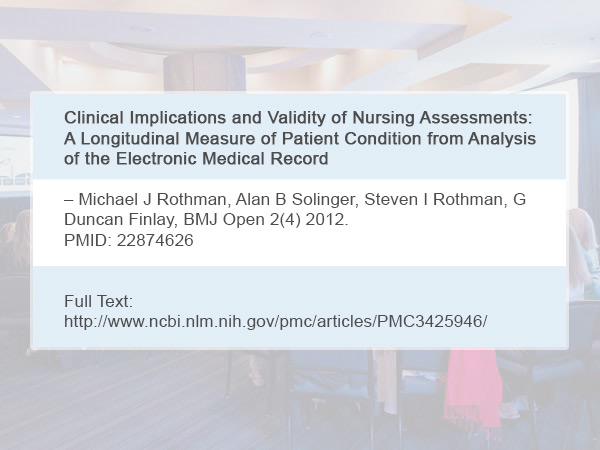 Clinical Implications and Validity of Nursing Assessments:
A Longitudinal Measure of Patient Condition from Analysis
of the Electronic Medical Record
– Michael J Rothman, Alan B Solinger, Steven I Rothman, G
Duncan Finlay, BMJ Open 2(4) 2012.
PMID: 22874626
Full Text:
http://www.ncbi.nlm.nih.gov/pmc/articles/PMC3425946/